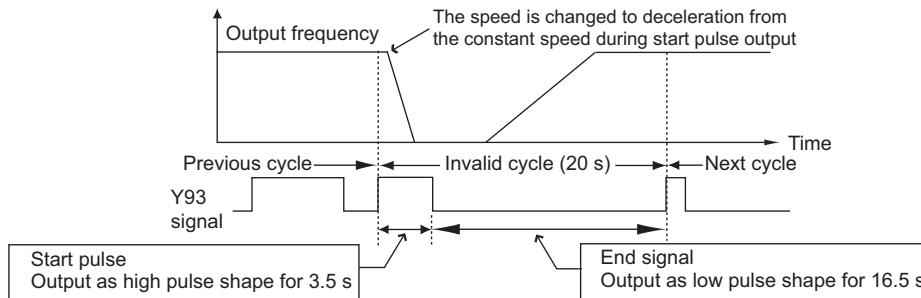 Output frequency
The speed is changed to deceleration from
the constant speed during start pulse output
Time
Previous cycle
Invalid cycle (20 s)
Next cycle
Y93
signal
Start pulse
Output as high pulse shape for 3.5 s
End signal
Output as low pulse shape for 16.5 s